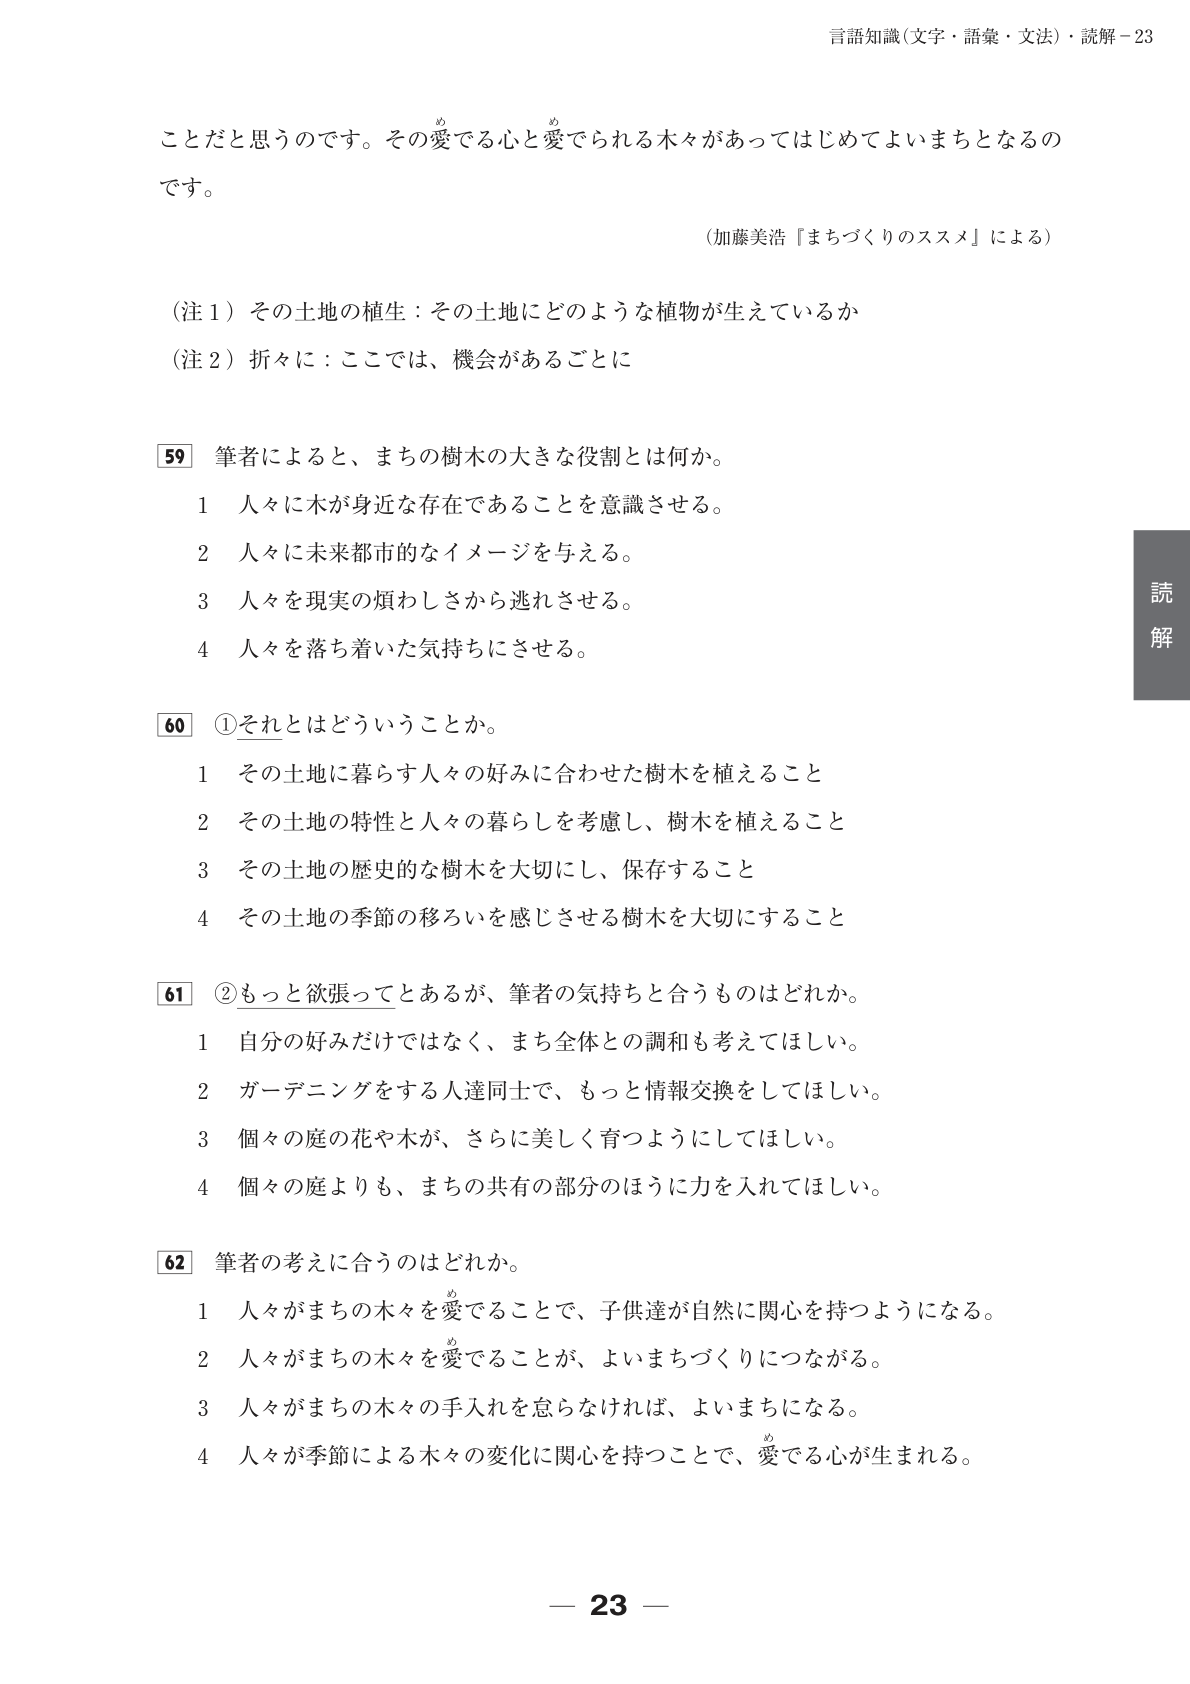 言語知識(文字・語彙・文法)・読解－23
ことだと思うのです。その愛でる心と愛でられる木々があってはじめてよいまちとなるの
です。
（加藤美浩『まちづくりのススメ』による）
（注１）その土地の植生：その土地にどのような植物が生えているか
（注２）折々に：ここでは、機会があるごとに
59 筆者によると、まちの樹木の大きな役割とは何か。
1 人々に木が身近な存在であることを意識させる。
2 人々に未来都市的なイメージを与える。
3 人々を現実の煩わしさから逃れさせる。
4 人々を落ち着いた気持ちにさせる。
読解
60 ①それとはどういうことか。
1 その土地に暮らす人々の好みに合わせた樹木を植えること
2 その土地の特性と人々の暮らしを考慮し、樹木を植えること
3 その土地の歴史的な樹木を大切にし、保存すること
4 その土地の季節の移ろいを感じさせる樹木を大切にすること
61 ②もっと欲張ってとあるが、筆者の気持ちと合うものはどれか。
1 自分の好みだけではなく、まち全体との調和も考えてほしい。
2 ガーデニングをする人達同士で、もっと情報交換をしてほしい。
3 個々の庭の花や木が、さらに美しく育つようにしてほしい。
4 個々の庭よりも、まちの共有の部分のほうに力を入れてほしい。
62 筆者の考えに合うのはどれか。
1 人々がまちの木々を愛でることで、子供達が自然に関心を持つようになる。
2 人々がまちの木々を愛でることが、よいまちづくりにつながる。
3 人々がまちの木々の手入れを怠らなければ、よいまちになる。
4 人々が季節による木々の変化に関心を持つことで、愛でる心が生まれる。
— 23 —